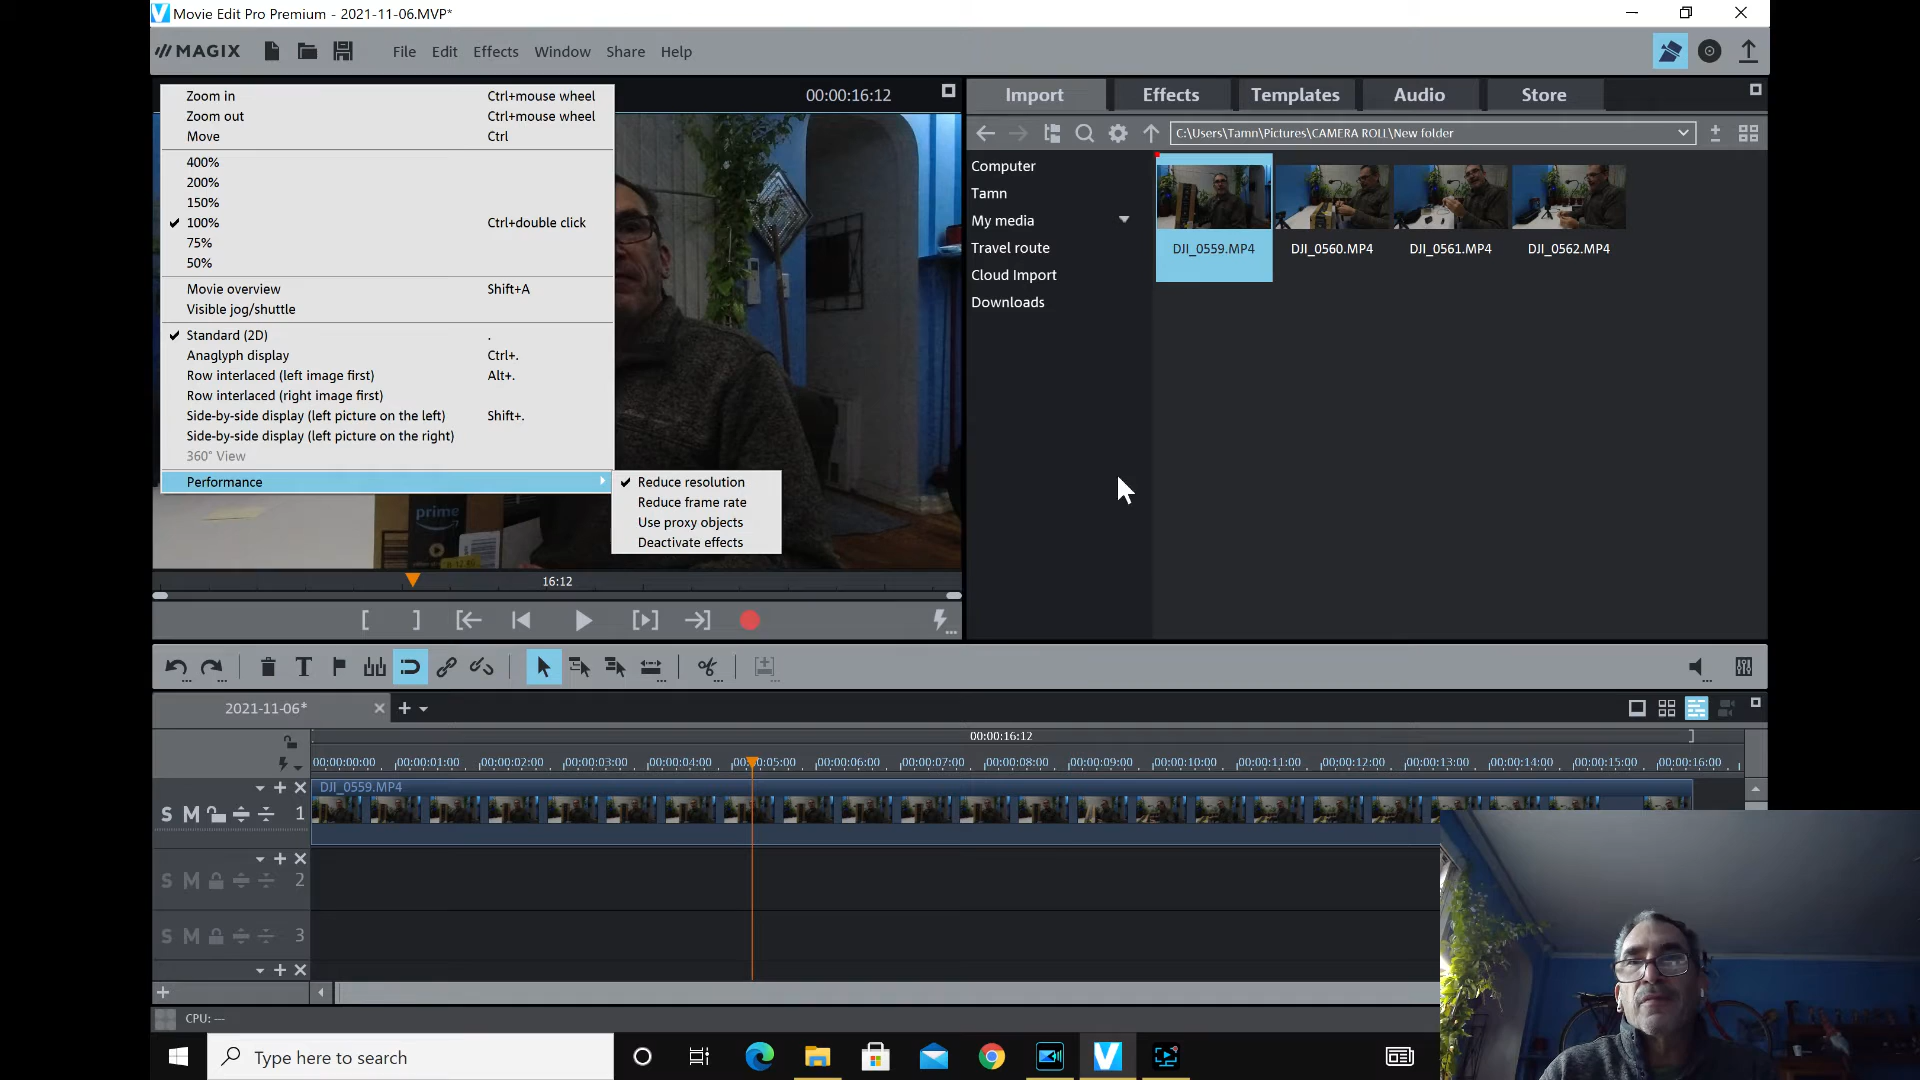 Movie Edit Pro Premium - 2021-11-06.MVP*
MAGIX File Edit Effects Window Share Help
Zoom in Ctrl+mouse wheel
Zoom out Ctrl+mouse wheel
Move Ctrl
400%
200%
150%
100% Ctrl+double click
75%
50%
Movie overview Shift+A
Visible jog/shuttle
Standard (2D) .
Anaglyph display Ctrl+.
Row interlaced (left image first) Alt+.
Row interlaced (right image first)
Side-by-side display (left picture on the left) Shift+.
Side-by-side display (left picture on the right)
360° View
Performance
Reduce resolution
Reduce frame rate
Use proxy objects
Deactivate effects
00:00:16:12
prime
16:12
Import Effects Templates Audio Store
C:\Users\Tamn\Pictures\CAMERA ROLL\New folder
Computer
Tamn
My media
Travel route
Cloud Import
Downloads
DJI_0559.MP4 DJI_0560.MP4 DJI_0561.MP4 DJI_0562.MP4
2021-11-06*
00:00:16:12
00:00:00:00 00:00:01:00 00:00:02:00 00:00:03:00 00:00:04:00 00:00:05:00 00:00:06:00 00:00:07:00 00:00:08:00 00:00:09:00 00:00:10:00 00:00:11:00 00:00:12:00 00:00:13:00 00:00:14:00 00:00:15:00 00:00:16:00
DJI_0559.MP4
S M 1
S M 2
S M 3
CPU: ---
Type here to search